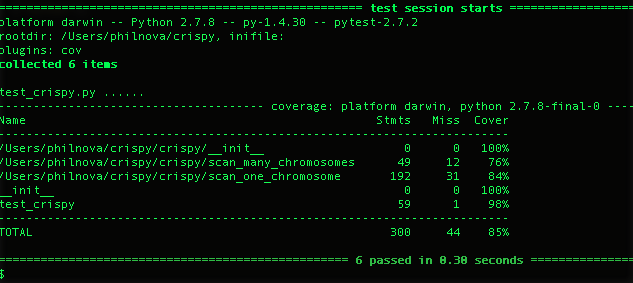 ===================================================== test session starts ===============
platform darwin -- Python 2.7.8 -- py-1.4.30 -- pytest-2.7.2
rootdir: /Users/philnova/crispy, inifile:
plugins: cov
collected 6 items
test_crispy.py ......
-------------------------------------- coverage: platform darwin, python 2.7.8-final-0 ----
Name                                                  Stmts   Miss  Cover
-------------------------------------------------------------------------
/Users/philnova/crispy/crispy/__init__                    0      0   100%
/Users/philnova/crispy/crispy/scan_many_chromosomes      49     12    76%
/Users/philnova/crispy/crispy/scan_one_chromosome       192     31    84%
__init__                                                  0      0   100%
test_crispy                                              59      1    98%
-------------------------------------------------------------------------
TOTAL                                                   300     44    85%
================================================== 6 passed in 0.30 seconds ===============
$